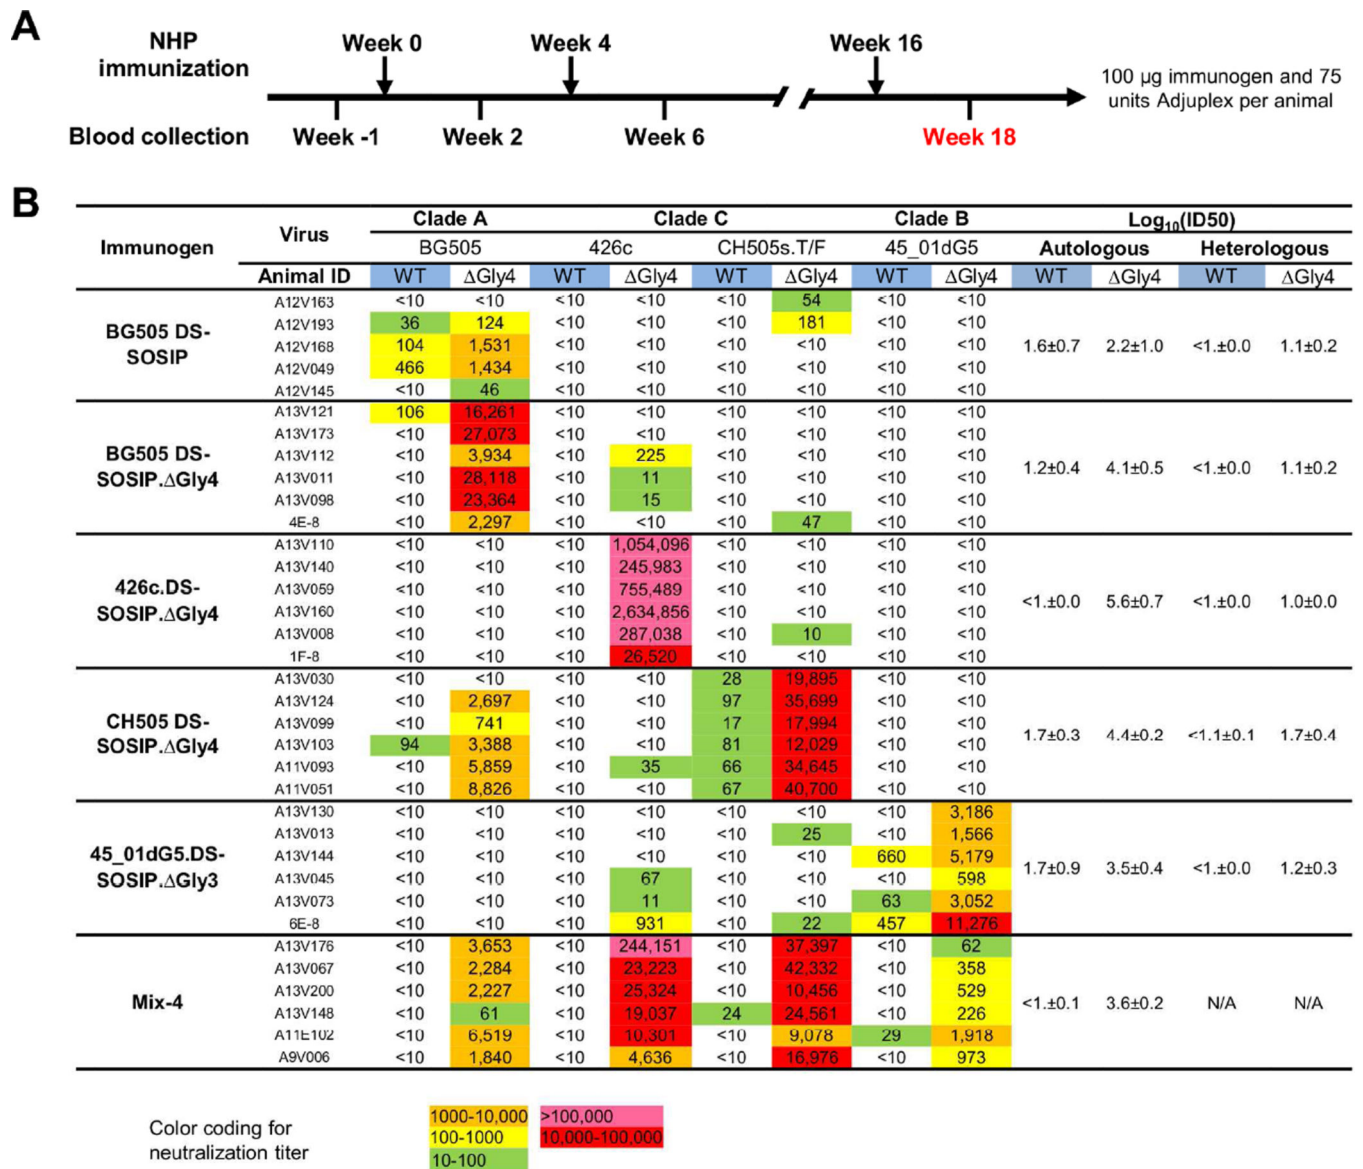 A
NHP immunization
Week 0
Week 4
Week 16
100 µg immunogen and 75 units Adjuplex per animal
Blood collection
Week -1
Week 2
Week 6
Week 18
B
Immunogen Virus Clade A Clade C Clade B Log10(ID50)
BG505 426c CH505s.T/F 45_01dG5 Autologous Heterologous
Animal ID WT ΔGly4 WT ΔGly4 WT ΔGly4 WT ΔGly4 WT ΔGly4 WT ΔGly4
BG505 DS-SOSIP
A12V163 <10 <10 <10 <10 <10 54 <10 <10
A12V193 36 124 <10 <10 <10 181 <10 <10
A12V168 104 1,531 <10 <10 <10 <10 <10 <10 1.6±0.7 2.2±1.0 <1.±0.0 1.1±0.2
A12V049 466 1,434 <10 <10 <10 <10 <10 <10
A12V145 <10 46 <10 <10 <10 <10 <10 <10
BG505 DS-SOSIP.ΔGly4
A13V121 106 16,261 <10 <10 <10 <10 <10 <10
A13V173 <10 27,073 <10 <10 <10 <10 <10 <10
A13V112 <10 3,934 <10 225 <10 <10 <10 <10
A13V011 <10 28,118 <10 11 <10 <10 <10 <10 1.2±0.4 4.1±0.5 <1.±0.0 1.1±0.2
A13V098 <10 23,364 <10 15 <10 <10 <10 <10
4E-8 <10 2,297 <10 <10 <10 47 <10 <10
426c.DS-SOSIP.ΔGly4
A13V110 <10 <10 <10 1,054,096 <10 <10 <10 <10
A13V140 <10 <10 <10 245,983 <10 <10 <10 <10
A13V059 <10 <10 <10 755,489 <10 <10 <10 <10
A13V160 <10 <10 <10 2,634,856 <10 <10 <10 <10 <1.±0.0 5.6±0.7 <1.±0.0 1.0±0.0
A13V008 <10 <10 <10 287,038 <10 10 <10 <10
1F-8 <10 <10 <10 26,520 <10 <10 <10 <10
CH505 DS-SOSIP.ΔGly4
A13V030 <10 <10 <10 <10 28 19,895 <10 <10
A13V124 <10 2,697 <10 <10 97 35,699 <10 <10
A13V099 <10 741 <10 <10 17 17,994 <10 <10
A13V103 94 3,388 <10 <10 81 12,029 <10 <10 1.7±0.3 4.4±0.2 <1.1±0.1 1.7±0.4
A11V093 <10 5,859 <10 35 66 34,645 <10 <10
A11V051 <10 8,826 <10 <10 67 40,700 <10 <10
45_01dG5.DS-SOSIP.ΔGly3
A13V130 <10 <10 <10 <10 <10 <10 <10 3,186
A13V013 <10 <10 <10 <10 <10 25 <10 1,566
A13V144 <10 <10 <10 <10 <10 <10 660 5,179
A13V045 <10 <10 <10 67 <10 <10 <10 598 1.7±0.9 3.5±0.4 <1.±0.0 1.2±0.3
A13V073 <10 <10 <10 11 <10 <10 63 3,052
6E-8 <10 <10 <10 931 <10 22 457 11,276
Mix-4
A13V176 <10 3,653 <10 244,151 <10 37,397 <10 62
A13V067 <10 2,284 <10 23,223 <10 42,332 <10 358
A13V200 <10 2,227 <10 25,324 <10 10,456 <10 529
A13V148 <10 61 <10 19,037 24 24,561 <10 226 <1.±0.1 3.6±0.2 N/A N/A
A11E102 <10 6,519 <10 10,301 <10 9,078 29 1,918
A9V006 <10 1,840 <10 4,636 <10 16,976 <10 973
Color coding for neutralization titer
1000-10,000 >100,000
100-1000 10,000-100,000
10-100